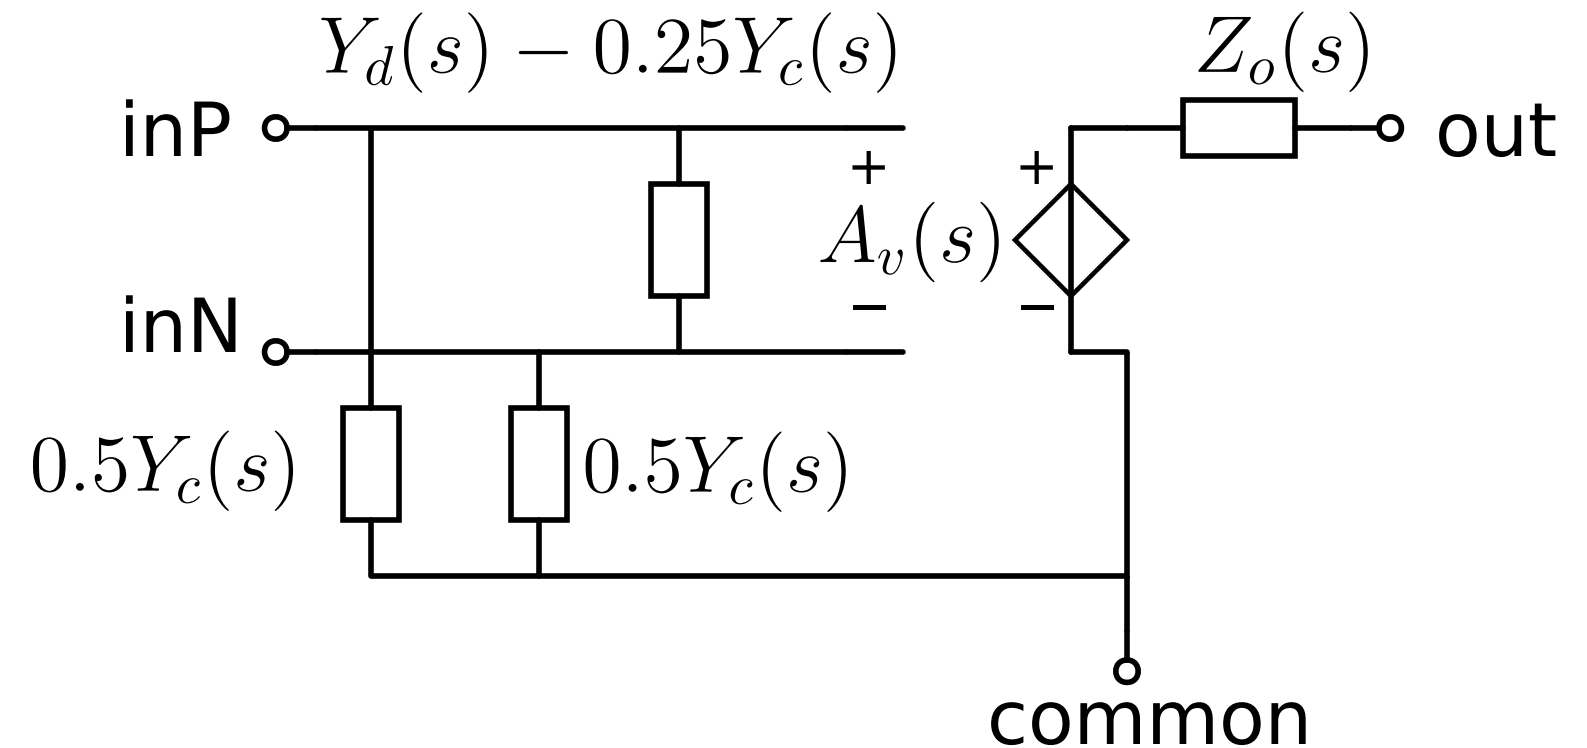 Y_d(s) − 0.25Y_c(s)
Z_o(s)
inP
out
+
+
A_v(s)
−
−
inN
0.5Y_c(s)
0.5Y_c(s)
common